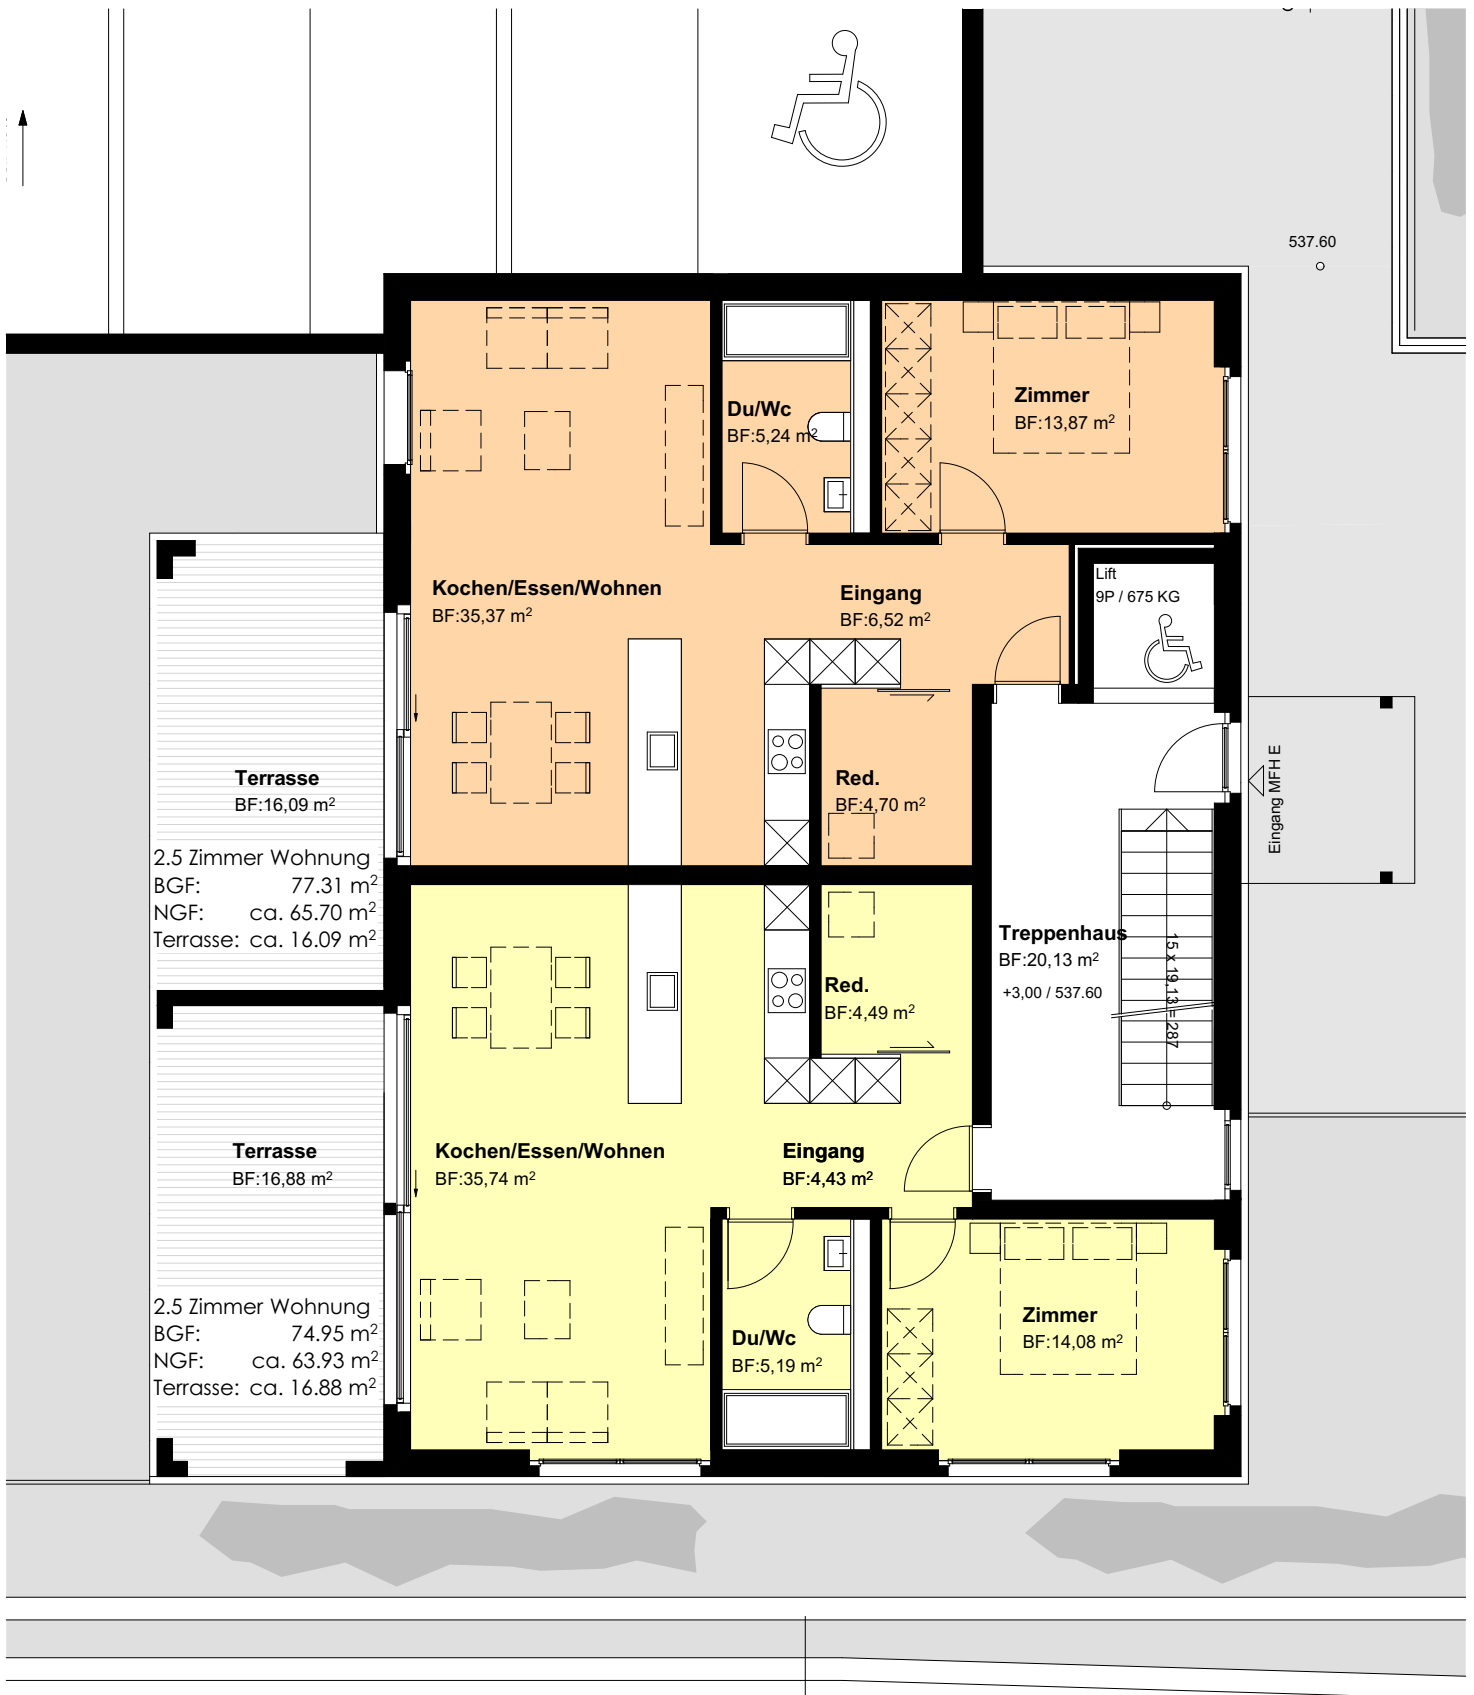 537.60
Du/Wc
BF:5,24 m²
Zimmer
BF:13,87 m²
Kochen/Essen/Wohnen
BF:35,37 m²
Eingang
BF:6,52 m²
Lift
9P / 675 KG
Terrasse
BF:16,09 m²
Red.
BF:4,70 m²
Eingang MFH E
2.5 Zimmer Wohnung
BGF: 77.31 m²
NGF: ca. 65.70 m²
Terrasse: ca. 16.09 m²
Treppenhaus
BF:20,13 m²
+3,00 / 537.60
15 x 19,13 = 287
Red.
BF:4,49 m²
Terrasse
BF:16,88 m²
Kochen/Essen/Wohnen
BF:35,74 m²
Eingang
BF:4,43 m²
2.5 Zimmer Wohnung
BGF: 74.95 m²
NGF: ca. 63.93 m²
Terrasse: ca. 16.88 m²
Du/Wc
BF:5,19 m²
Zimmer
BF:14,08 m²